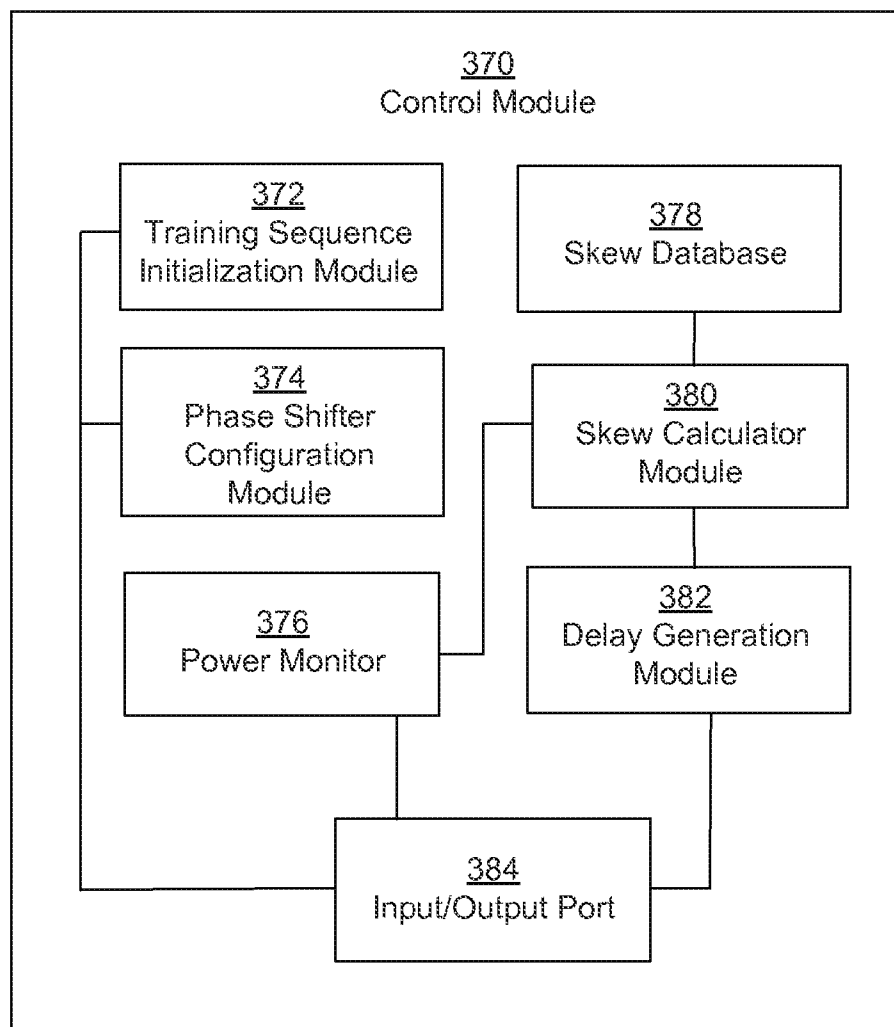 370
Control Module
372
Training Sequence
Initialization Module
378
Skew Database
374
Phase Shifter
Configuration
Module
380
Skew Calculator
Module
376
Power Monitor
382
Delay Generation
Module
384
Input/Output Port